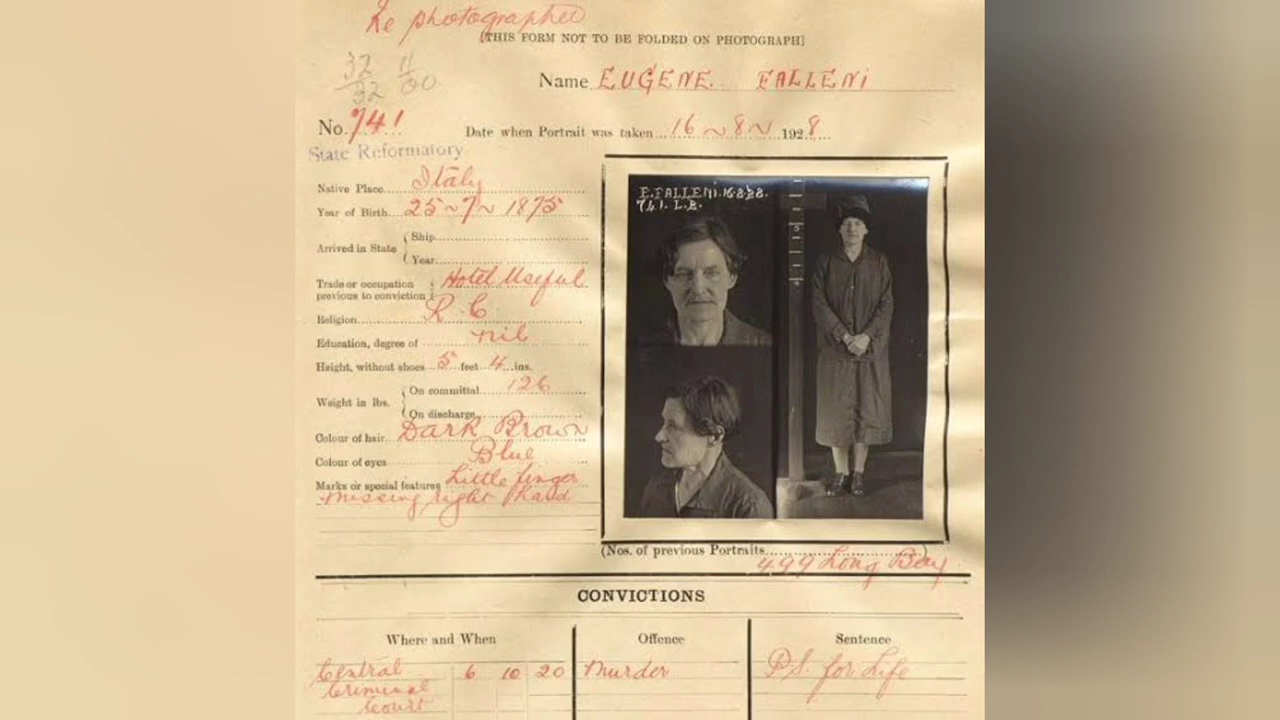 Re photographed
[THIS FORM NOT TO BE FOLDED ON PHOTOGRAPH]
32 11
32 00
Name EUGENE FALLENI
No. 741
Date when Portrait was taken 16~8~1928
State Reformatory
Native Place Italy
Year of Birth 25~7~1875
Arrived in State { Ship
Year
Trade or occupation previous to conviction } Hotel Useful
Religion R C
Education, degree of nil
Height, without shoes 5 feet 4 ins.
Weight in lbs. { On committal 126
On discharge
Colour of hair Dark Brown
Colour of eyes Blue
Marks or special features Little finger
missing right hand
E. FALLENI. 16.8.28.
741. L.B.
(Nos. of previous Portraits )
499 Long Bay
CONVICTIONS
Where and When Offence Sentence
Central 6 10 20 Murder P.S. for Life
Criminal
Court